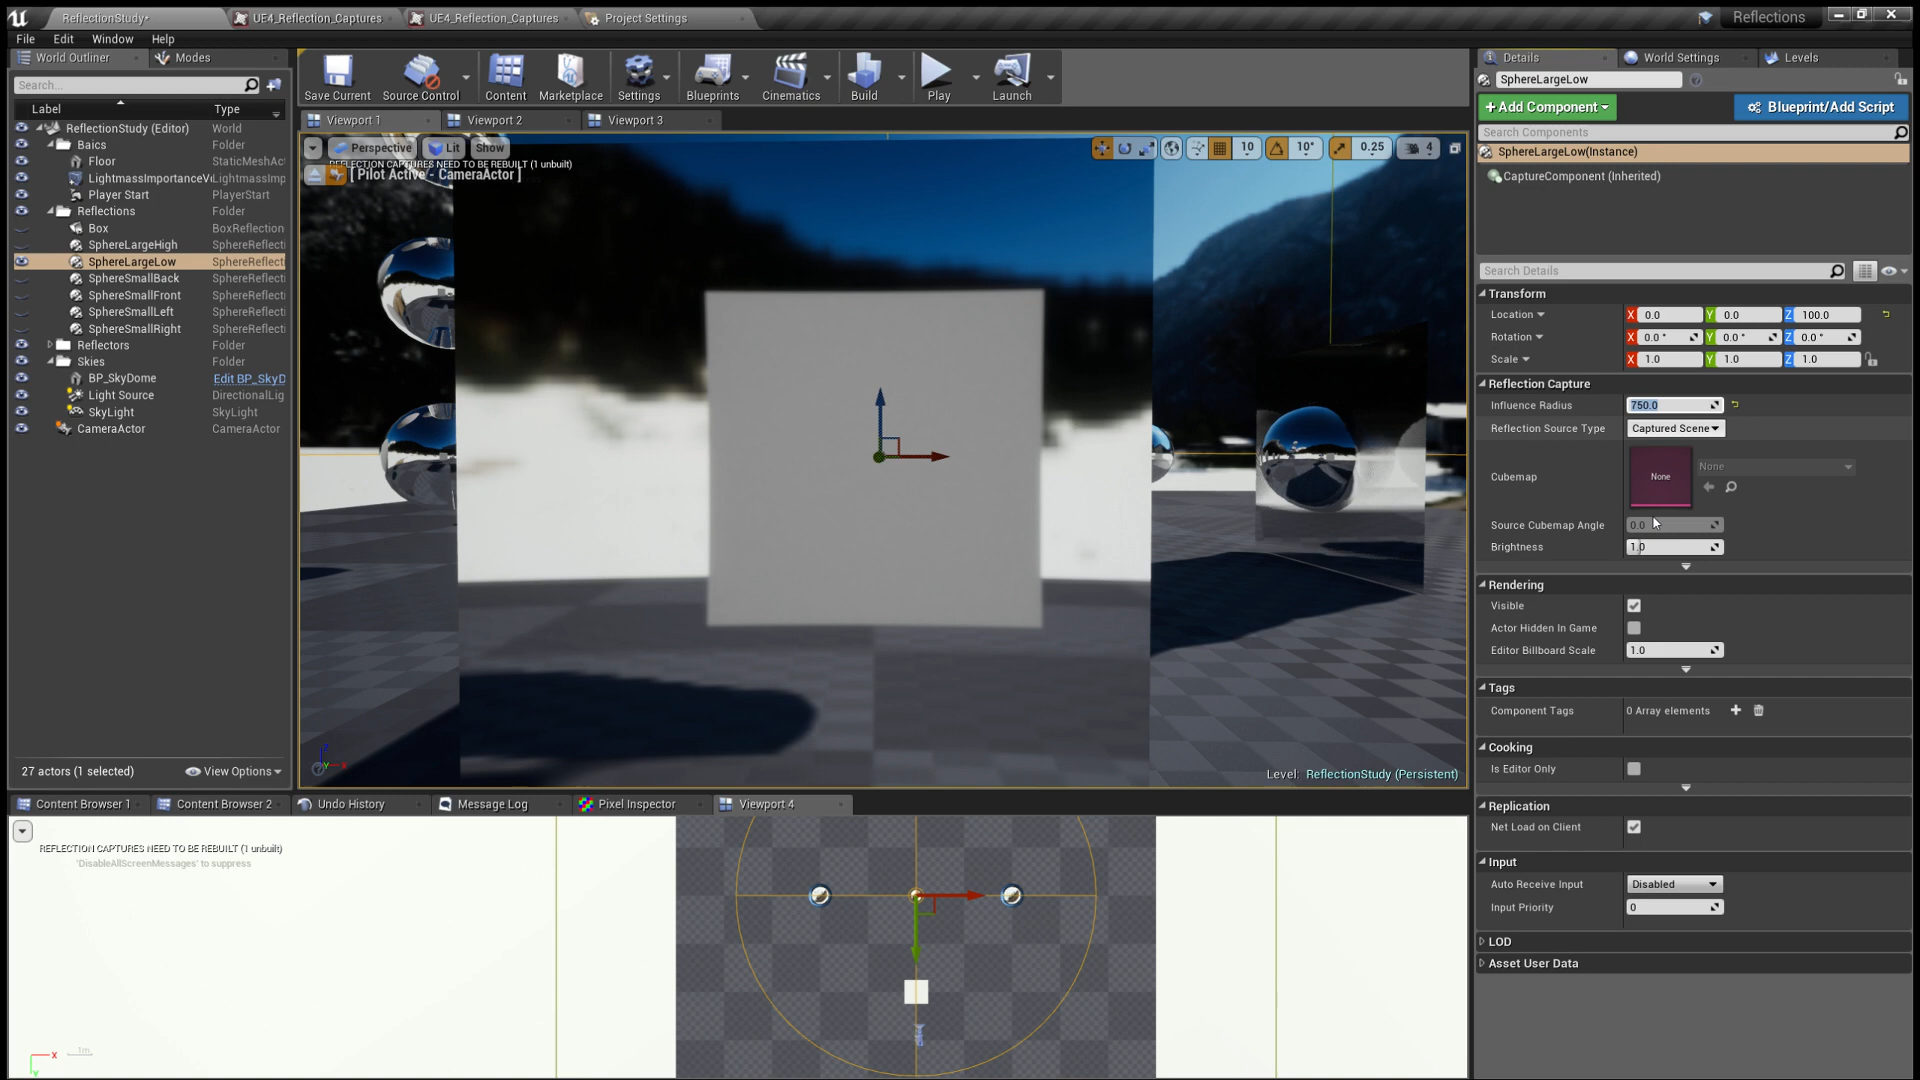 ReflectionStudy*
UE4_Reflection_Captures
UE4_Reflection_Captures
Project Settings
Reflections
File Edit Window Help
World Outliner
Modes
Search...
Label Type
ReflectionStudy (Editor) World
Baics Folder
Floor StaticMeshAct
LightmassImportanceVo LightmassImp
Player Start PlayerStart
Reflections Folder
Box BoxReflection
SphereLargeHigh SphereReflecti
SphereLargeLow SphereReflecti
SphereSmallBack SphereReflecti
SphereSmallFront SphereReflecti
SphereSmallLeft SphereReflecti
SphereSmallRight SphereReflecti
Reflectors Folder
Skies Folder
BP_SkyDome Edit BP_SkyD
Light Source DirectionalLig
SkyLight SkyLight
CameraActor CameraActor
27 actors (1 selected) View Options
Save Current Source Control Content Marketplace Settings Blueprints Cinematics Build Play Launch
Viewport 1 Viewport 2 Viewport 3
Perspective Lit Show 10 10° 0.25 4
REFLECTION CAPTURES NEED TO BE REBUILT (1 unbuilt)
[ Pilot Active - CameraActor ]
Z
Y X
Level: ReflectionStudy (Persistent)
Content Browser 1 Content Browser 2 Undo History Message Log Pixel Inspector Viewport 4
REFLECTION CAPTURES NEED TO BE REBUILT (1 unbuilt)
'DisableAllScreenMessages' to suppress
X 1m
Y
Details World Settings Levels
SphereLargeLow
+Add Component Blueprint/Add Script
Search Components
SphereLargeLow(Instance)
CaptureComponent (Inherited)
Search Details
Transform
Location X 0.0 Y 0.0 Z 100.0
Rotation X 0.0 ° Y 0.0 ° Z 0.0 °
Scale X 1.0 Y 1.0 Z 1.0
Reflection Capture
Influence Radius 750.0
Reflection Source Type Captured Scene
Cubemap None None
Source Cubemap Angle 0.0
Brightness 1.0
Rendering
Visible
Actor Hidden In Game
Editor Billboard Scale 1.0
Tags
Component Tags 0 Array elements
Cooking
Is Editor Only
Replication
Net Load on Client
Input
Auto Receive Input Disabled
Input Priority 0
LOD
Asset User Data